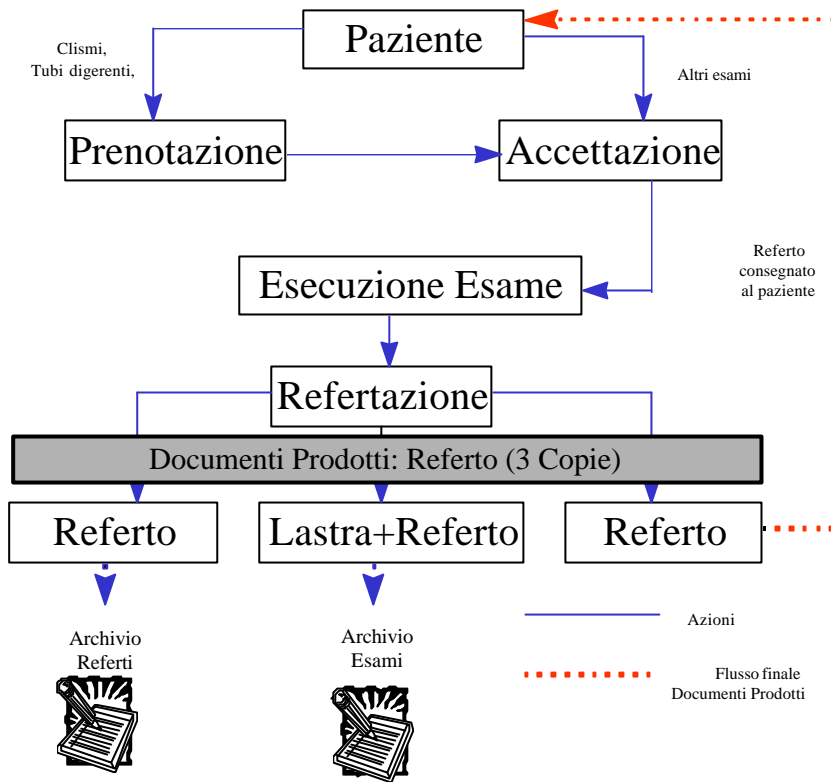 Paziente
Clismi,
Tubi digerenti,
Altri esami
Prenotazione
Accettazione
Referto
consegnato
al paziente
Esecuzione Esame
Refertazione
Documenti Prodotti: Referto (3 Copie)
Referto
Lastra+Referto
Referto
Archivio
Referti
Archivio
Esami
Azioni
Flusso finale
Documenti Prodotti